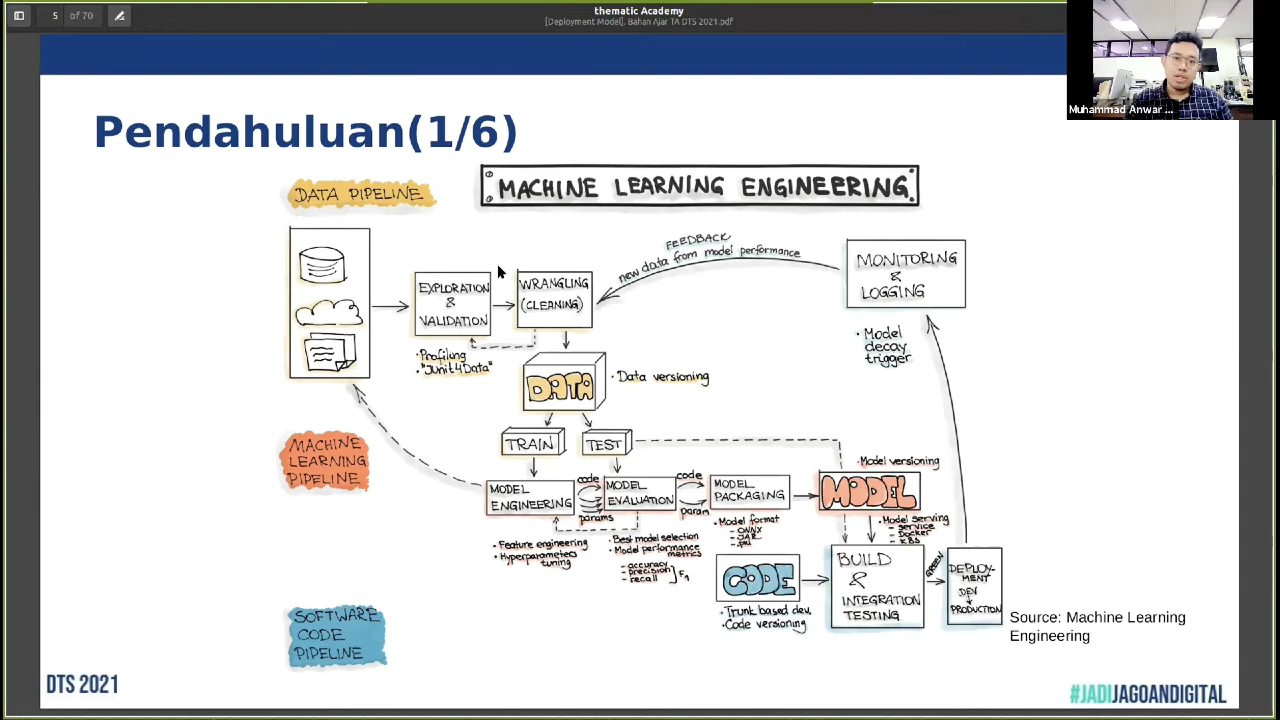 thematic Academy
[Deployment Model]. Bahan Ajar TA DTS 2021.pdf
5 of 70
Muhammad Anwar ...
Pendahuluan(1/6)
DATA PIPELINE
MACHINE LEARNING ENGINEERING
FEEDBACK
new data from model performance
MONITORING
&
LOGGING
• Model
decay
trigger
EXPLORATION
&
VALIDATION
• Profiling
• "JUnit4Data"
WRANGLING
(CLEANING)
DATA
• Data versioning
TRAIN
TEST
MACHINE
LEARNING
PIPELINE
MODEL
ENGINEERING
code
params
MODEL
EVALUATION
code
param
MODEL
PACKAGING
• Model versioning
MODEL
• Feature engineering
• Hyperparameters
tuning
• Best model selection
• Model performance
metrics
- accuracy
- precision
- recall
F1
• Model format
- ONNX
- JAR
- .pkl
• Model serving
- service
- Docker
- K8S
CODE
• Trunk based dev.
• Code versioning
BUILD
&
INTEGRATION
TESTING
GREEN
DEPLOY-
MENT
DEV
PRODUCTION
SOFTWARE
CODE
PIPELINE
Source: Machine Learning
Engineering
DTS 2021
#JADIJAGOANDIGITAL